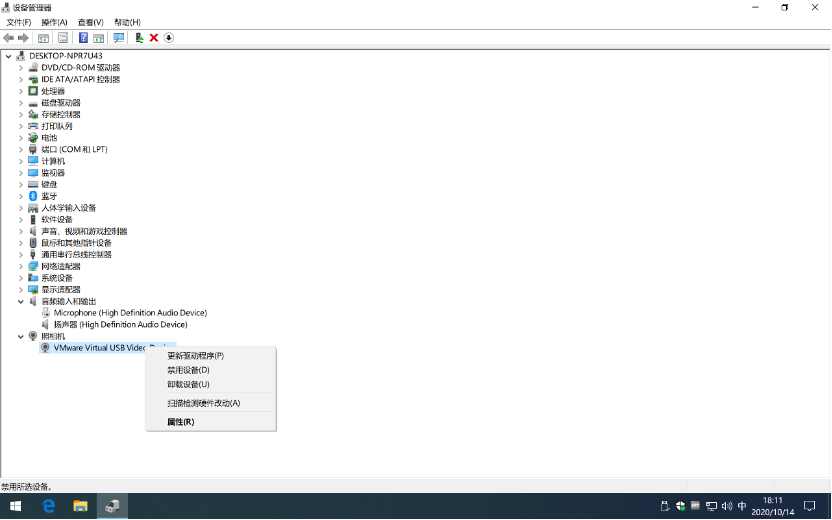 设备管理器
文件(F) 操作(A) 查看(V) 帮助(H)
DESKTOP-NPR7U43
DVD/CD-ROM 驱动器
IDE ATA/ATAPI 控制器
处理器
磁盘驱动器
存储控制器
打印队列
电池
端口 (COM 和 LPT)
计算机
监视器
键盘
蓝牙
人体学输入设备
软件设备
声音、视频和游戏控制器
鼠标和其他指针设备
通用串行总线控制器
网络适配器
系统设备
显示适配器
音频输入和输出
Microphone (High Definition Audio Device)
扬声器 (High Definition Audio Device)
照相机
VMware Virtual USB Video
更新驱动程序(P)
禁用设备(D)
卸载设备(U)
扫描检测硬件改动(A)
属性(R)
禁用所选设备。
中
18:11
2020/10/14